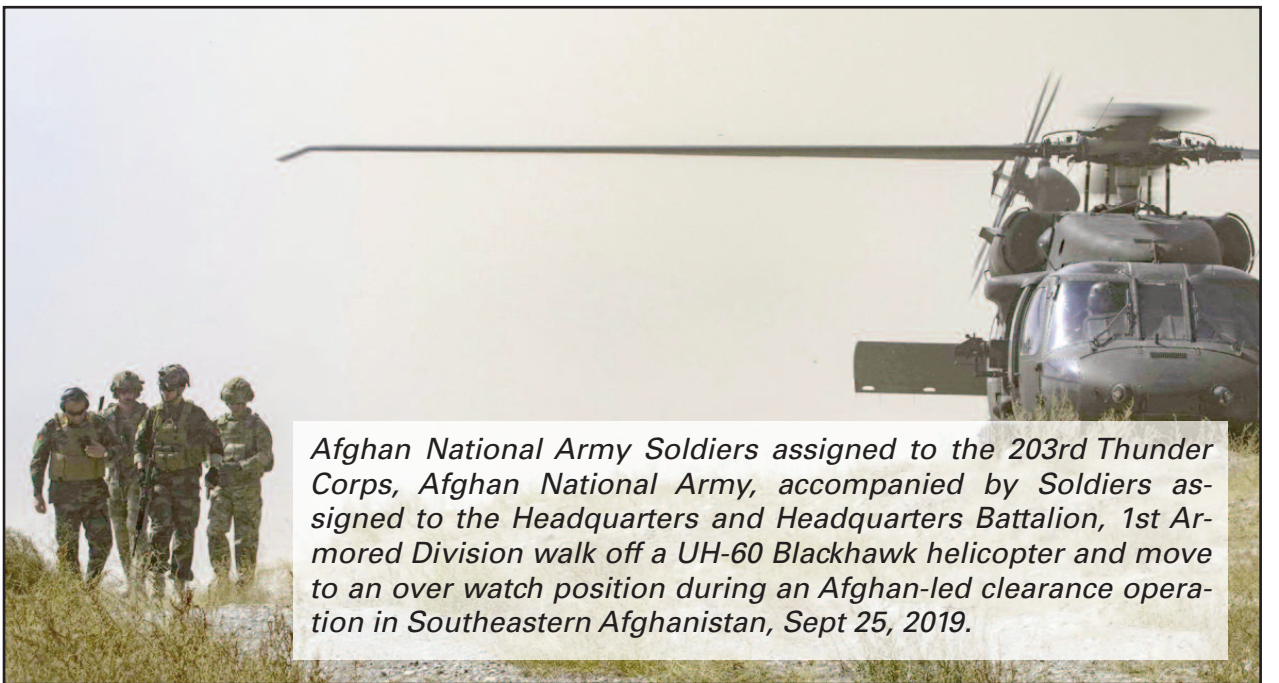 Afghan National Army Soldiers assigned to the 203rd Thunder
Corps, Afghan National Army, accompanied by Soldiers as-
signed to the Headquarters and Headquarters Battalion, 1st Ar-
mored Division walk off a UH-60 Blackhawk helicopter and move
to an over watch position during an Afghan-led clearance opera-
tion in Southeastern Afghanistan, Sept 25, 2019.